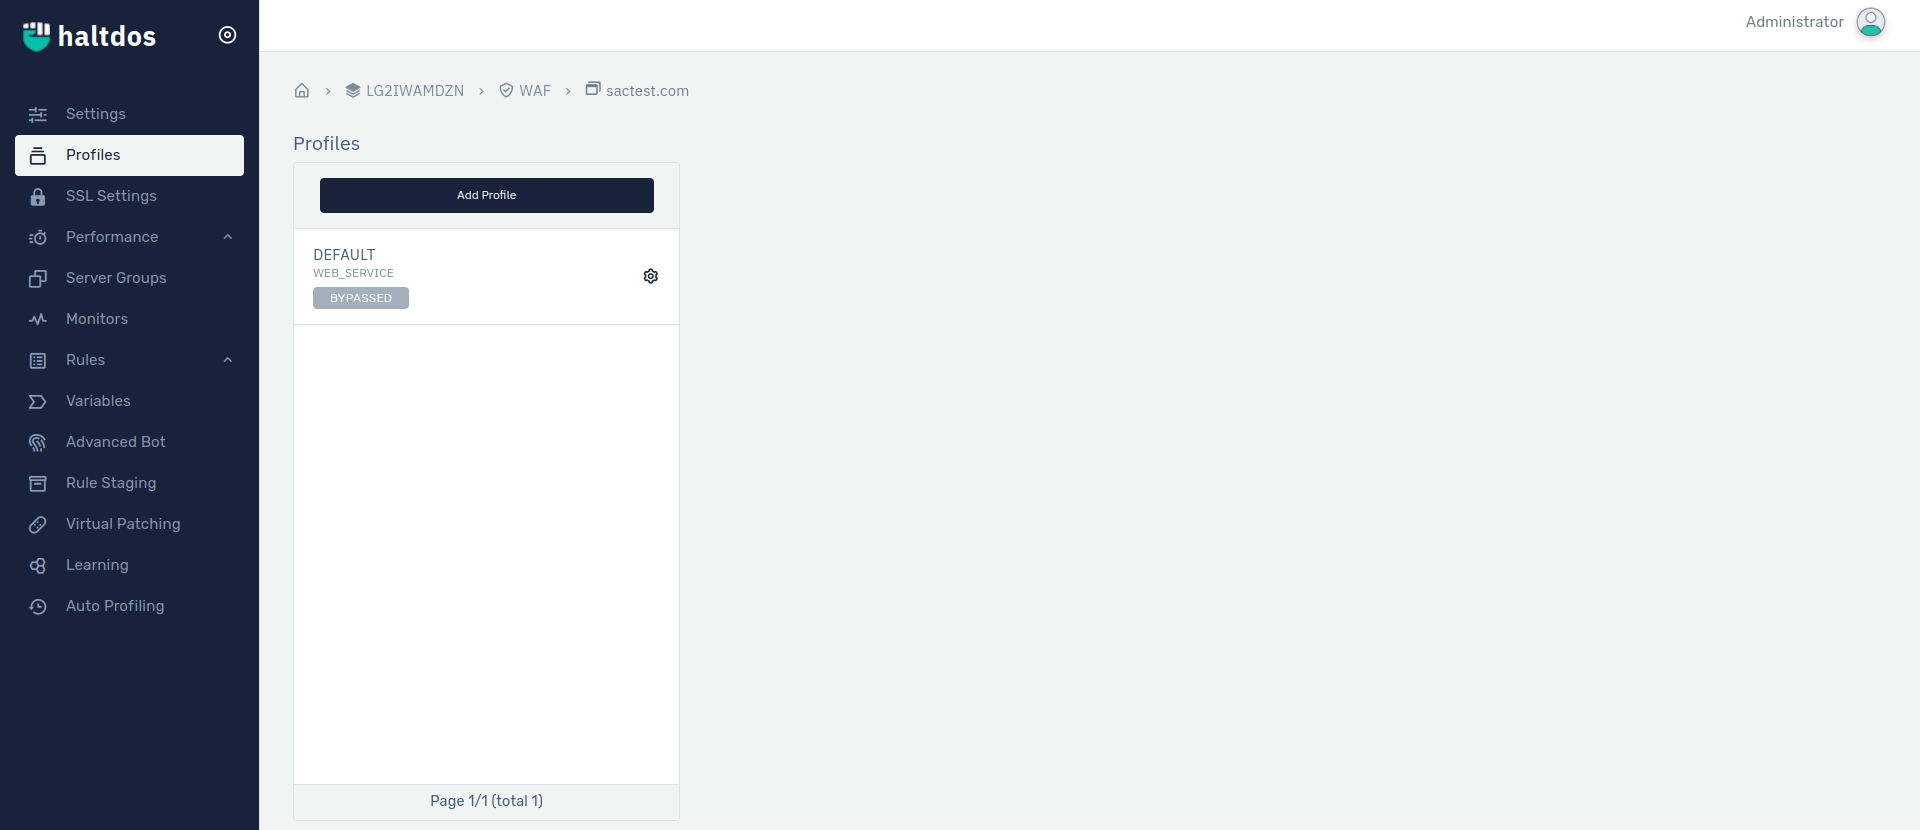 haltdos
Administrator
LG2IWAMDZN
WAF
sactest.com
Settings
Profiles
SSL Settings
Performance
Server Groups
Monitors
Rules
Variables
Advanced Bot
Rule Staging
Virtual Patching
Learning
Auto Profiling
Profiles
Add Profile
DEFAULT
WEB_SERVICE
BYPASSED
Page 1/1 (total 1)